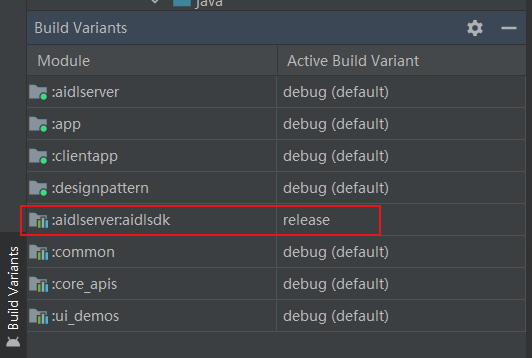 java
Build Variants
Module Active Build Variant
:aidlserver debug (default)
:app debug (default)
:clientapp debug (default)
:designpattern debug (default)
:aidlserver:aidlsdk release
:common debug (default)
:core_apis debug (default)
:ui_demos debug (default)
Build Variants